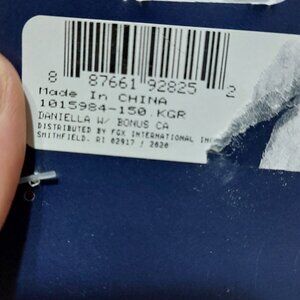 8 87661 92825 2
Made In CHINA
1015984-150.KGR
DANIELLA W/ BONUS CA
DISTRIBUTED BY FGX INTERNATIONAL INC
SMITHFIELD, RI 02917 / 2020